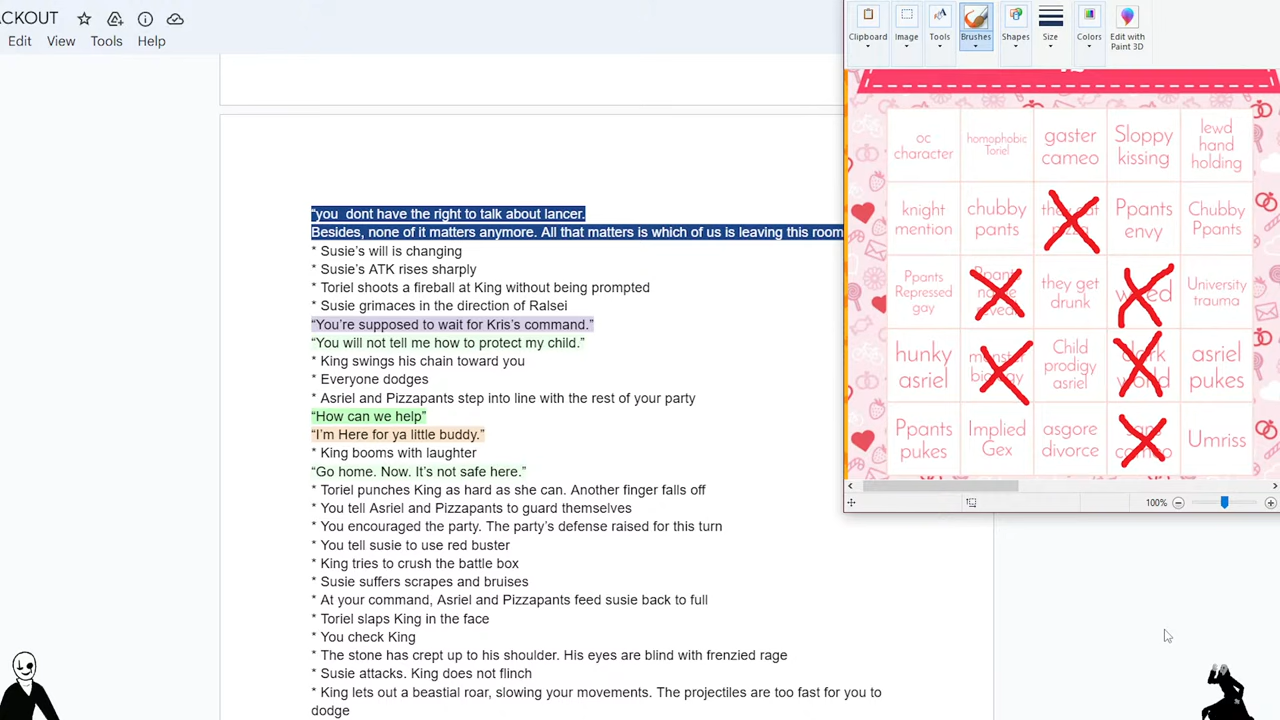 ACKOUT
Edit View Tools Help
“you  dont have the right to talk about lancer.
Besides, none of it matters anymore. All that matters is which of us is leaving this room
* Susie’s will is changing
* Susie’s ATK rises sharply
* Toriel shoots a fireball at King without being prompted
* Susie grimaces in the direction of Ralsei
“You’re supposed to wait for Kris’s command.”
“You will not tell me how to protect my child.”
* King swings his chain toward you
* Everyone dodges
* Asriel and Pizzapants step into line with the rest of your party
“How can we help”
“I’m Here for ya little buddy.”
* King booms with laughter
“Go home. Now. It’s not safe here.”
* Toriel punches King as hard as she can. Another finger falls off
* You tell Asriel and Pizzapants to guard themselves
* You encouraged the party. The party’s defense raised for this turn
* You tell susie to use red buster
* King tries to crush the battle box
* Susie suffers scrapes and bruises
* At your command, Asriel and Pizzapants feed susie back to full
* Toriel slaps King in the face
* You check King
* The stone has crept up to his shoulder. His eyes are blind with frenzied rage
* Susie attacks. King does not flinch
* King lets out a beastial roar, slowing your movements. The projectiles are too fast for you to
dodge
Clipboard
Image
Tools
Brushes
Shapes
Size
Colors
Edit with
Paint 3D
oc
character
homophobic
Toriel
gaster
cameo
Sloppy
kissing
lewd
hand
holding
knight
mention
chubby
pants
Ppants
envy
Chubby
Ppants
Ppants
Repressed
gay
Ppants
they get
drunk
University
trauma
hunky
asriel
monster
biology
Child
prodigy
asriel
dark
world
asriel
pukes
Ppants
pukes
Implied
Gex
asgore
divorce
sans
cameo
Umriss
100%